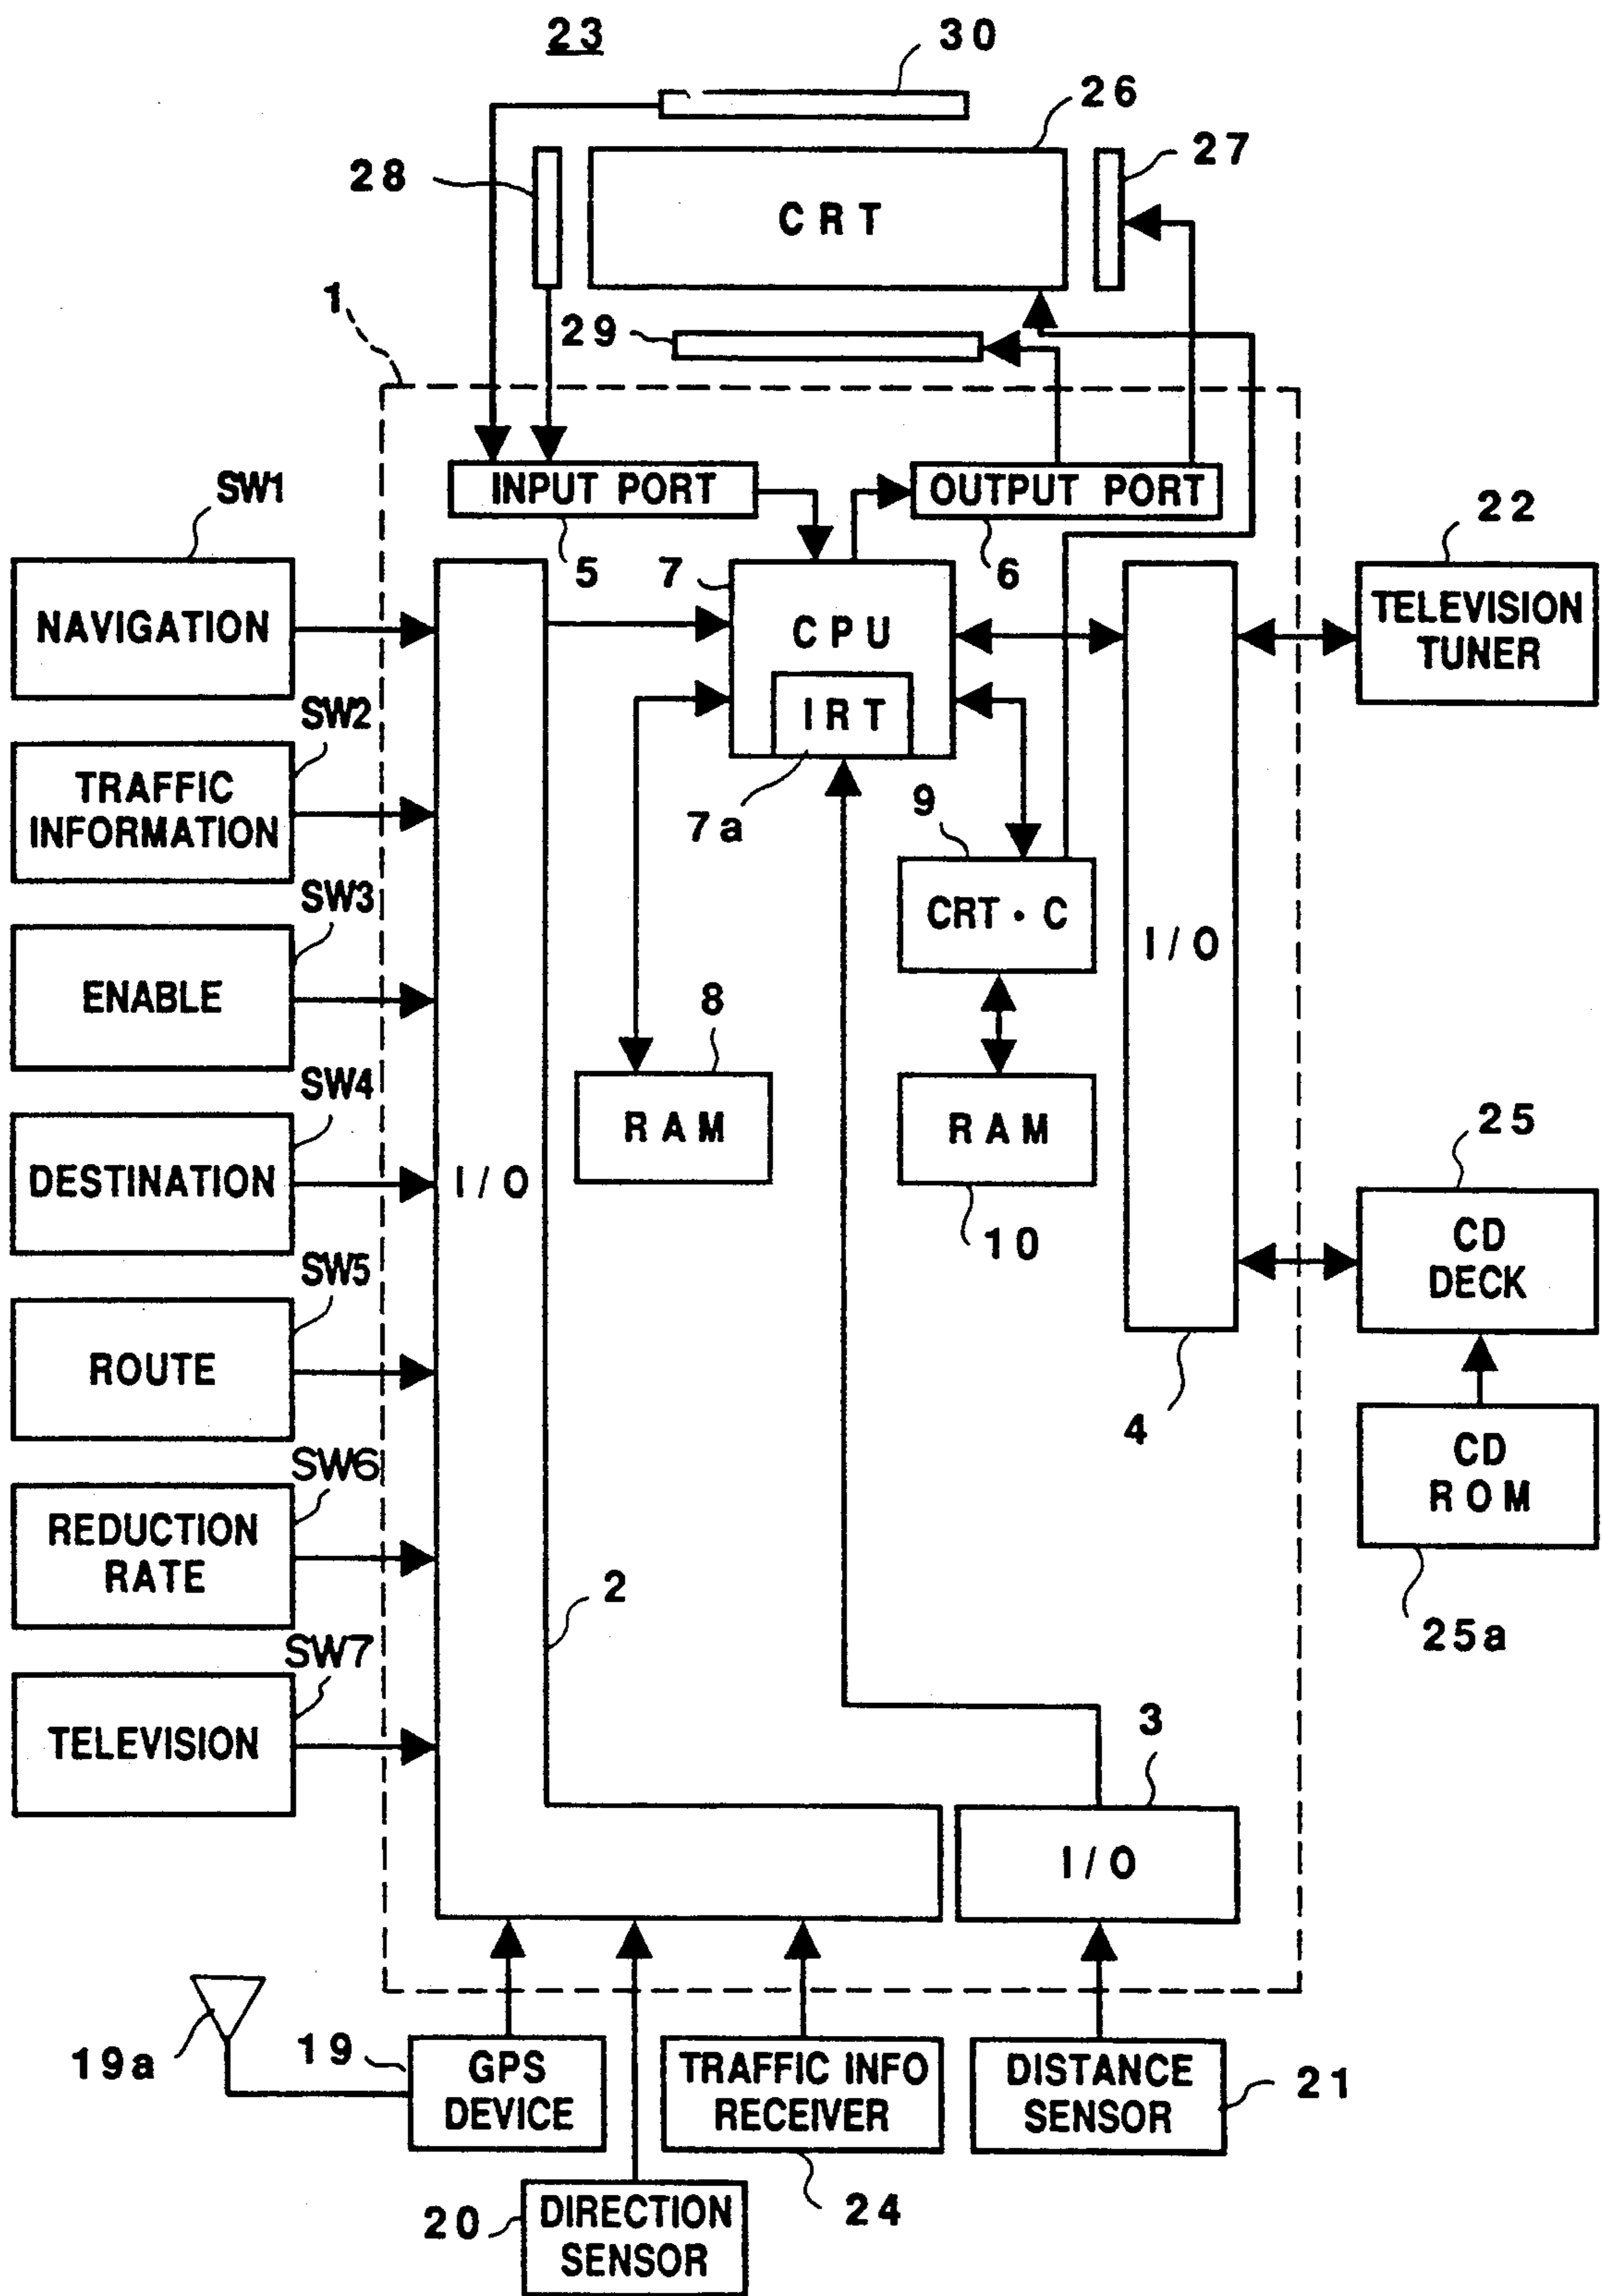 23
30
26
27
28
CRT
1
29
INPUT PORT
OUTPUT PORT
SW1
5
7
6
22
NAVIGATION
CPU
TELEVISION
TUNER
SW2
IRT
TRAFFIC
INFORMATION
7a
9
SW3
CRT • C
I/O
ENABLE
8
SW4
RAM
RAM
25
DESTINATION
I/O
10
CD
DECK
SW5
ROUTE
4
CD
ROM
SW6
REDUCTION
RATE
2
25a
SW7
TELEVISION
3
I/O
19a
19
GPS
DEVICE
TRAFFIC INFO
RECEIVER
DISTANCE
SENSOR
21
20
DIRECTION
SENSOR
24